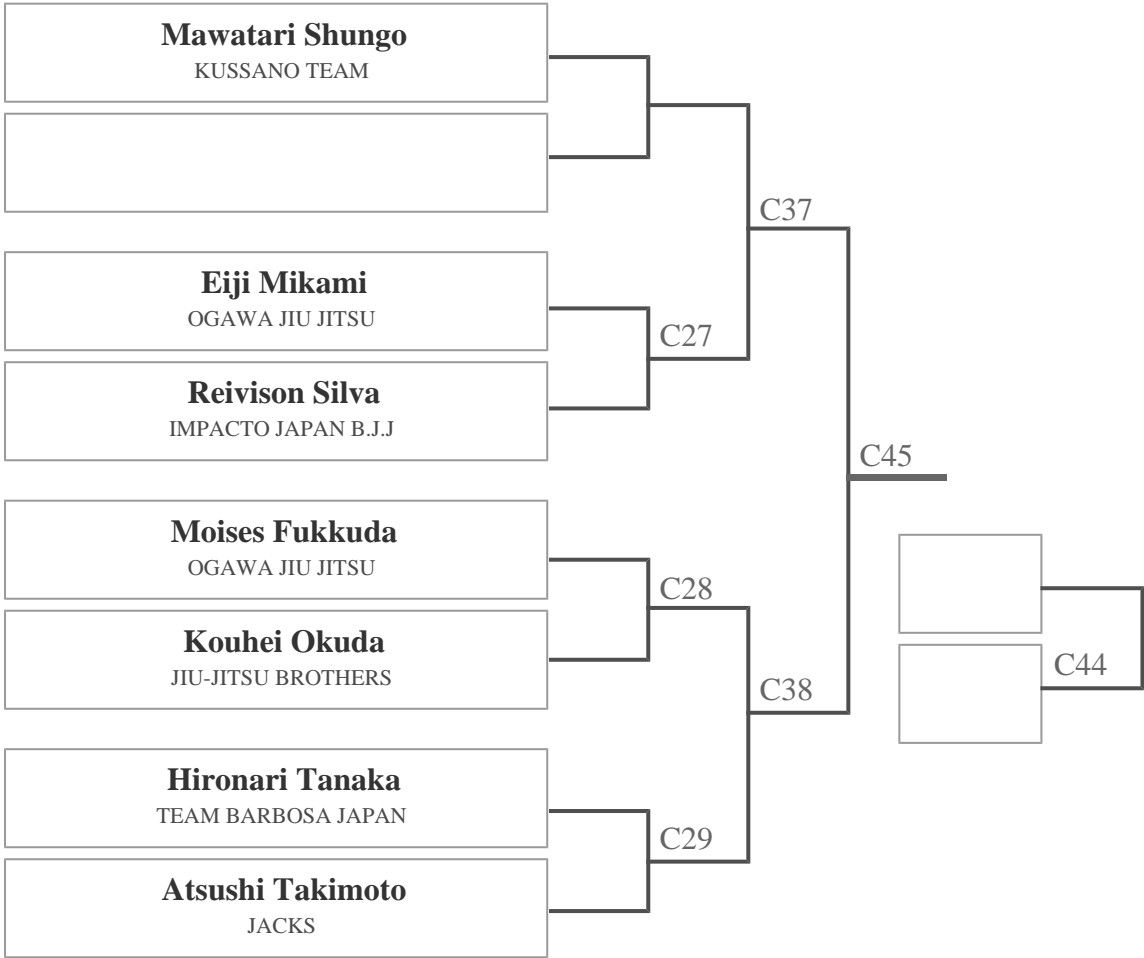 Mawatari Shungo
KUSSANO TEAM
C37
Eiji Mikami
OGAWA JIU JITSU
C27
Reivison Silva
IMPACTO JAPAN B.J.J
C45
Moises Fukkuda
OGAWA JIU JITSU
C28
Kouhei Okuda
JIU-JITSU BROTHERS
C38
C44
Hironari Tanaka
TEAM BARBOSA JAPAN
C29
Atsushi Takimoto
JACKS